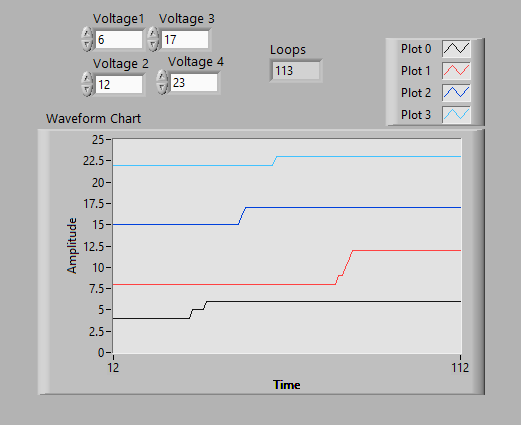 Voltage1 Voltage 3
6 17
Voltage 2 Voltage 4
12 23
Loops
113
Plot 0
Plot 1
Plot 2
Plot 3
Waveform Chart
25
22.5
20
17.5
15
12.5
10
7.5
5
2.5
0
Amplitude
12 112
Time